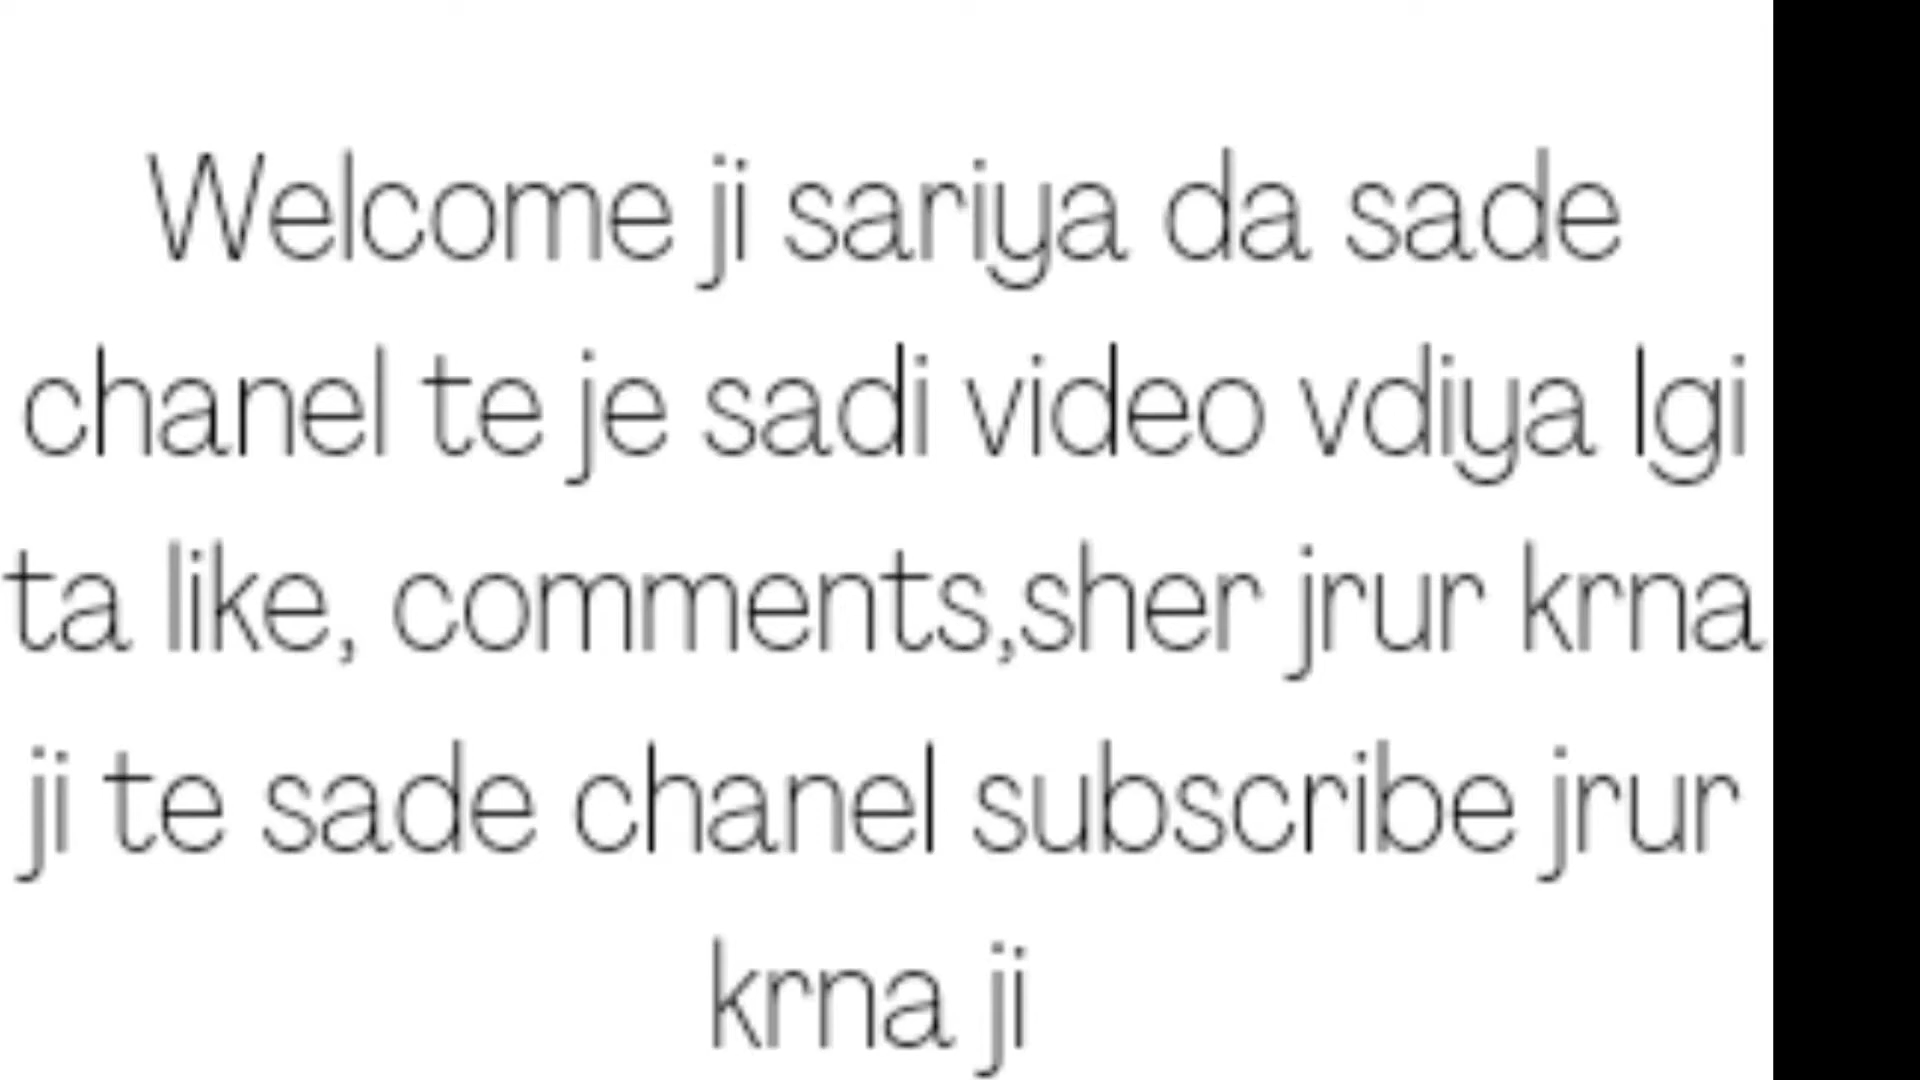 Welcome ji sariya da sade
chanel te je sadi video vdiya lgi
ta like, comments,sher jrur krna
ji te sade chanel subscribe jrur
krna ji